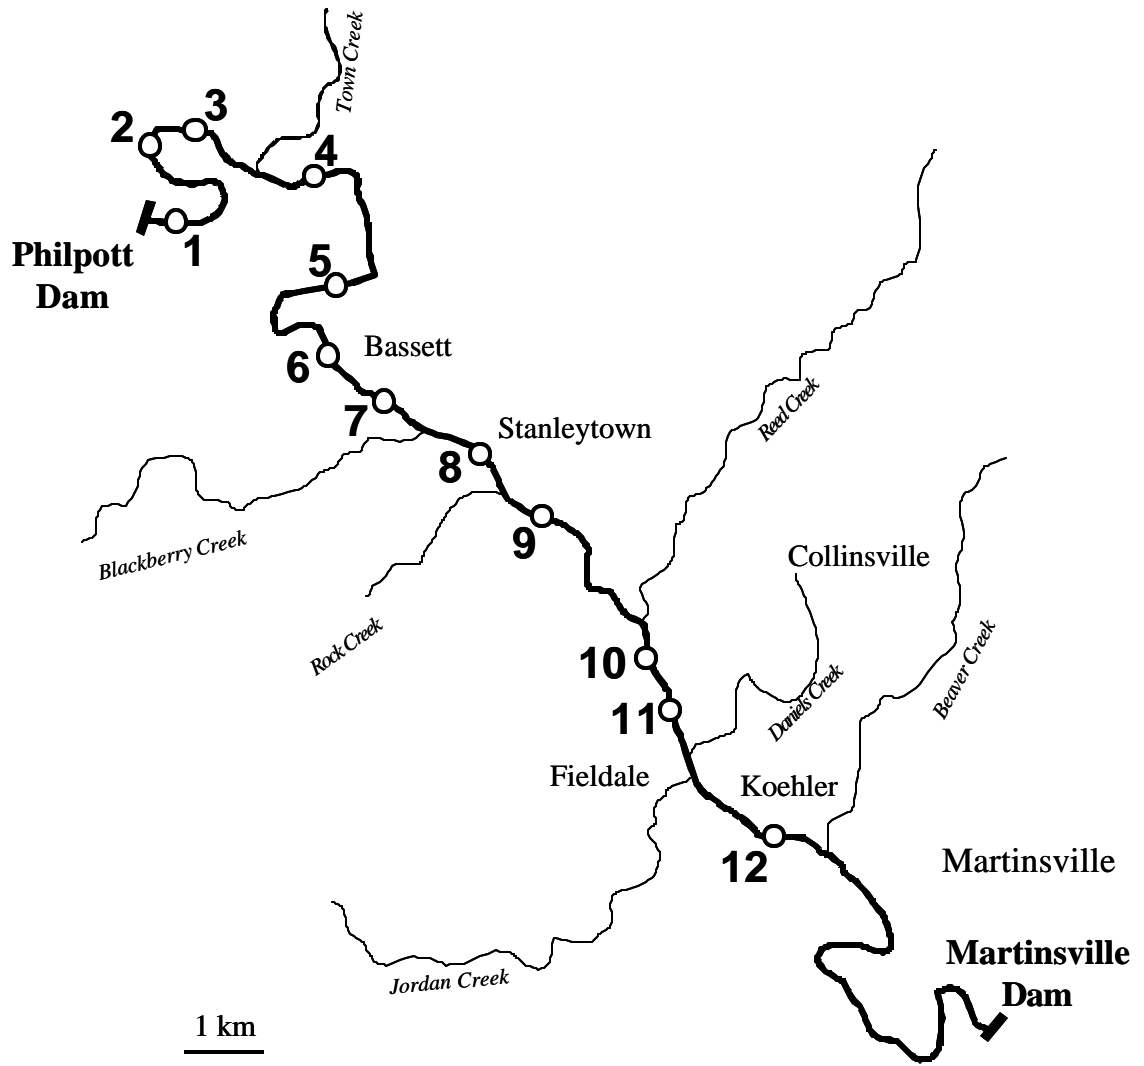 Town Creek
3
2
4
1
Philpott
Dam
5
Bassett
6
7
Reed Creek
Stanleytown
8
9
Blackberry Creek
Collinsville
Rock Creek
10
Beaver Creek
11
Daniels Creek
Fieldale
Koehler
12
Martinsville
Martinsville
Dam
Jordan Creek
1 km